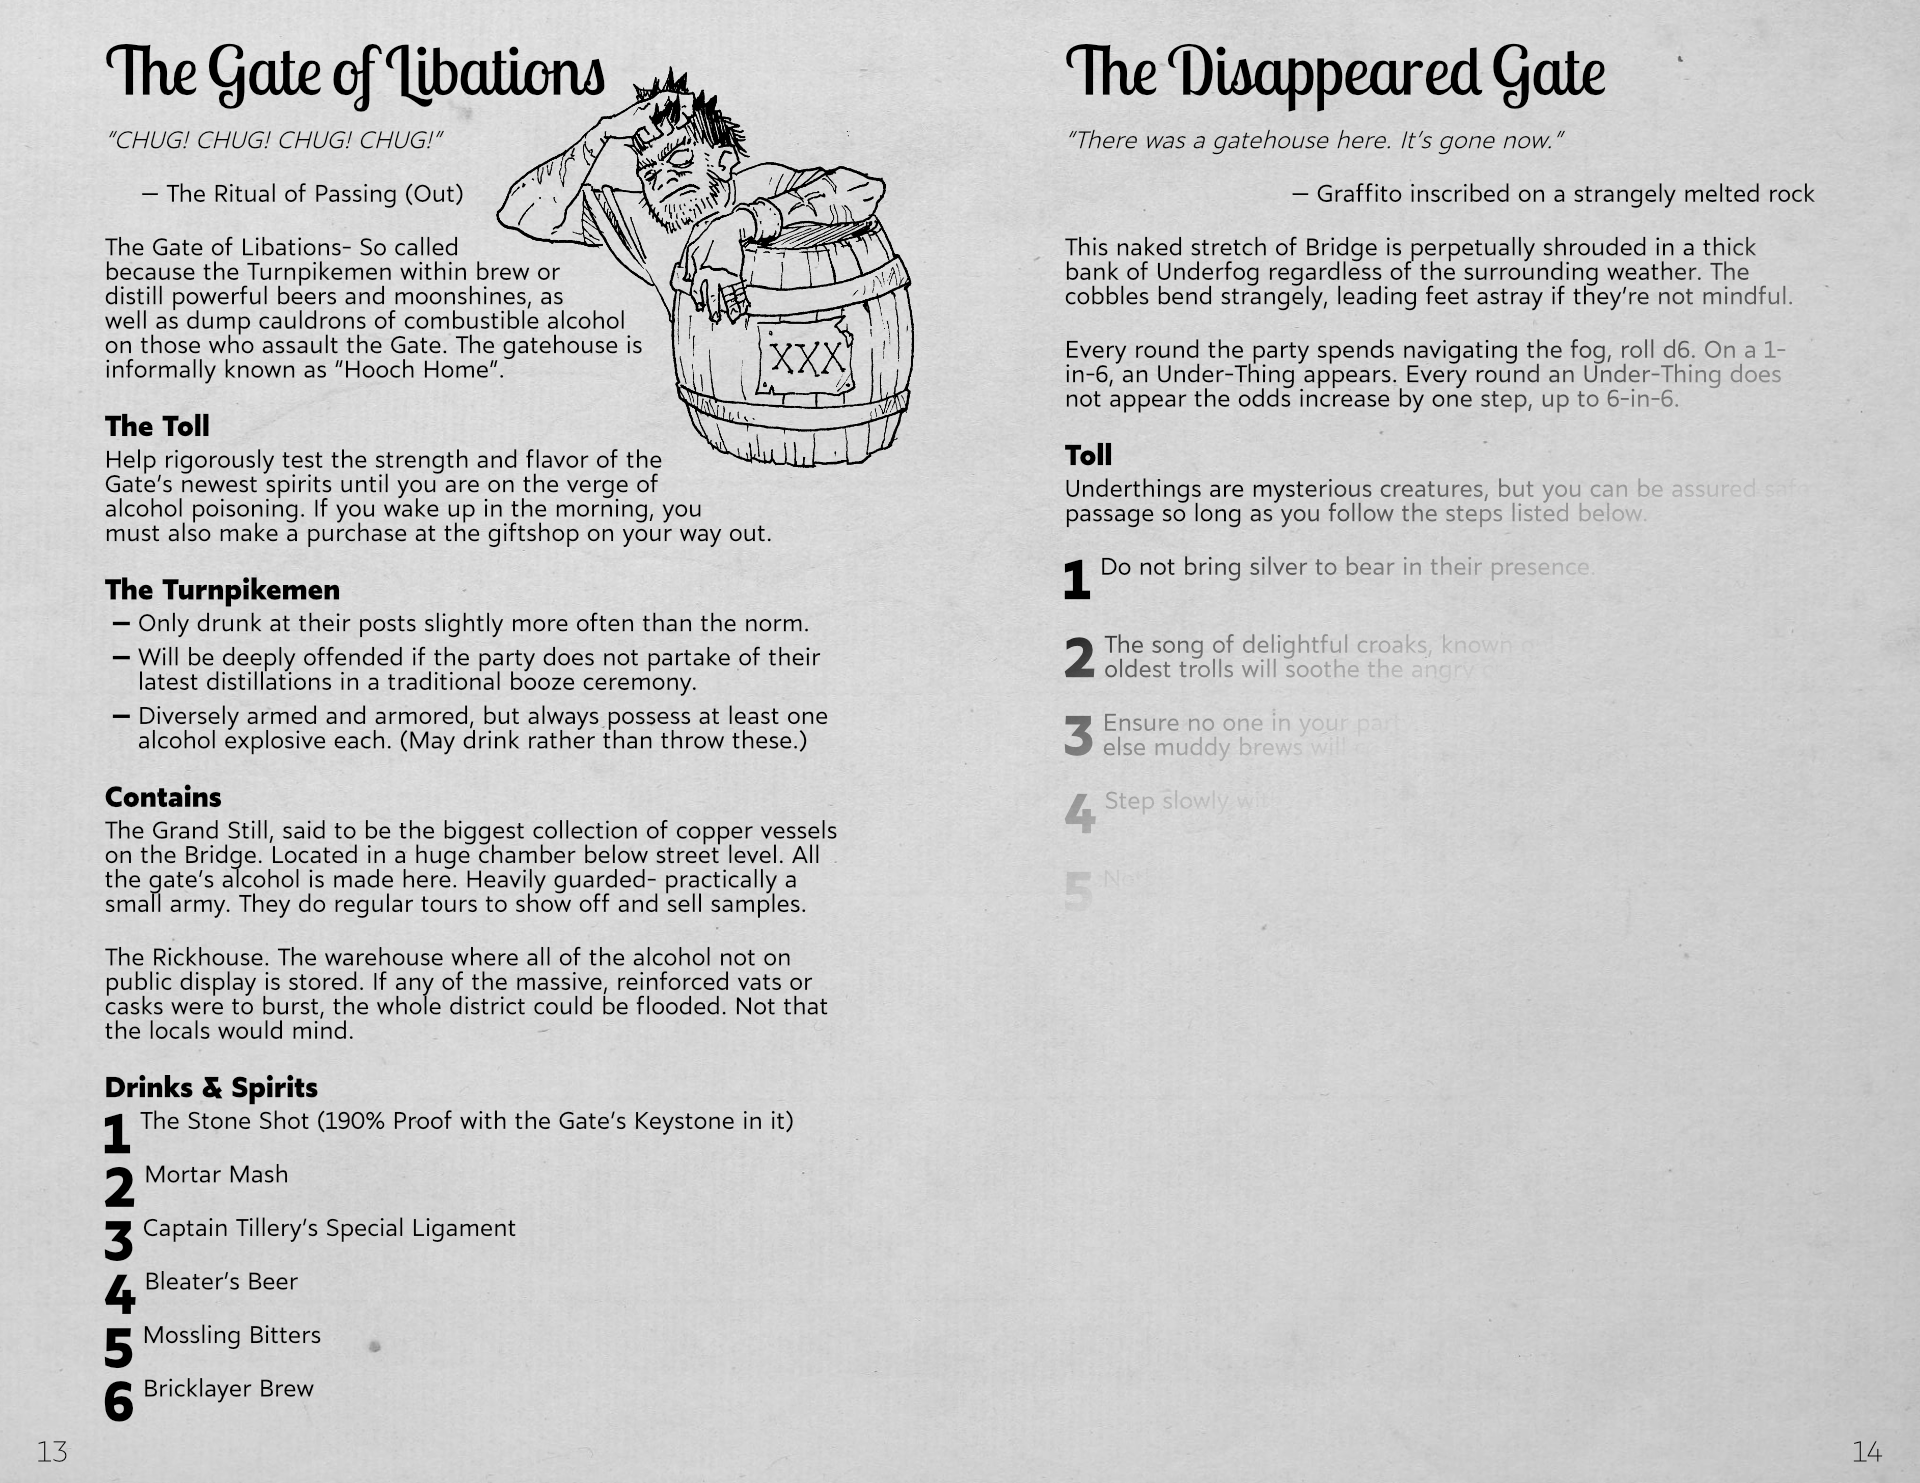 The Gate of Libations
"CHUG! CHUG! CHUG! CHUG!"
— The Ritual of Passing (Out)
The Gate of Libations- So called
because the Turnpikemen within brew or
distill powerful beers and moonshines, as
well as dump cauldrons of combustible alcohol
on those who assault the Gate. The gatehouse is
informally known as "Hooch Home".
XXX
The Toll
Help rigorously test the strength and flavor of the
Gate's newest spirits until you are on the verge of
alcohol poisoning. If you wake up in the morning, you
must also make a purchase at the giftshop on your way out.
The Turnpikemen
— Only drunk at their posts slightly more often than the norm.
— Will be deeply offended if the party does not partake of their
latest distillations in a traditional booze ceremony.
— Diversely armed and armored, but always possess at least one
alcohol explosive each. (May drink rather than throw these.)
Contains
The Grand Still, said to be the biggest collection of copper vessels
on the Bridge. Located in a huge chamber below street level. All
the gate's alcohol is made here. Heavily guarded- practically a
small army. They do regular tours to show off and sell samples.
The Rickhouse. The warehouse where all of the alcohol not on
public display is stored. If any of the massive, reinforced vats or
casks were to burst, the whole district could be flooded. Not that
the locals would mind.
Drinks & Spirits
1 The Stone Shot (190% Proof with the Gate's Keystone in it)
2 Mortar Mash
3 Captain Tillery's Special Ligament
4 Bleater's Beer
5 Mossling Bitters
6 Bricklayer Brew
13
The Disappeared Gate
"There was a gatehouse here. It's gone now."
— Graffito inscribed on a strangely melted rock
This naked stretch of Bridge is perpetually shrouded in a thick
bank of Underfog regardless of the surrounding weather. The
cobbles bend strangely, leading feet astray if they're not mindful.
Every round the party spends navigating the fog, roll d6. On a 1-
in-6, an Under-Thing appears. Every round an Under-Thing does
not appear the odds increase by one step, up to 6-in-6.
Toll
Underthings are mysterious creatures, but you can be assured safe
passage so long as you follow the steps listed below.
1 Do not bring silver to bear in their presence.
2 The song of delightful croaks, known
oldest trolls will soothe the angry
3 Ensure no one in your party
else muddy brews will
4 Step slowly with
5
14